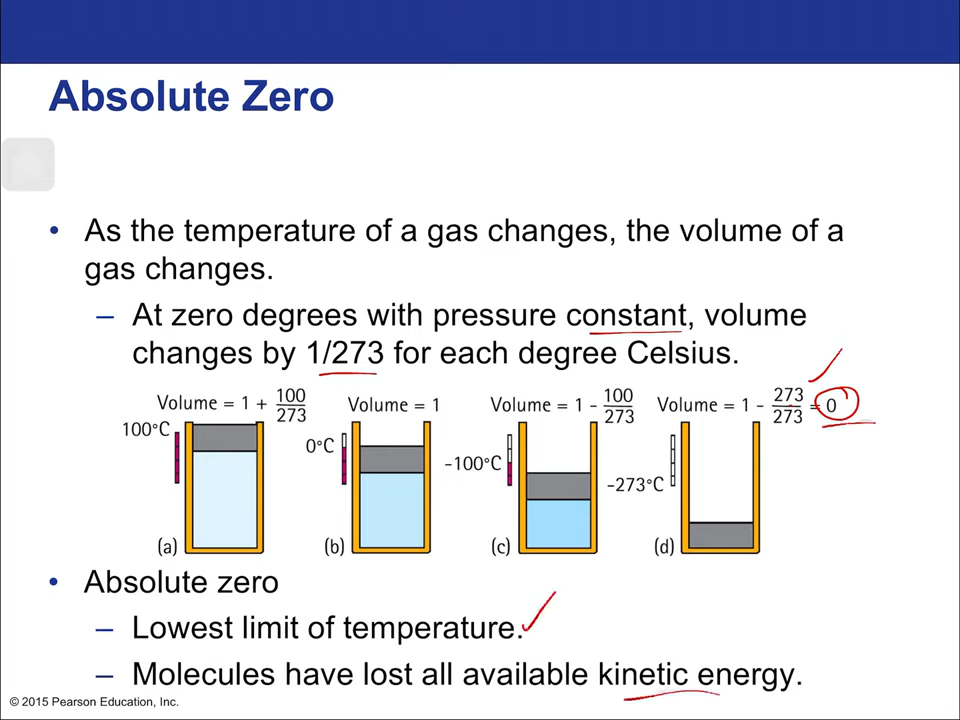 Absolute Zero
• As the temperature of a gas changes, the volume of a
gas changes.
– At zero degrees with pressure constant, volume
changes by 1/273 for each degree Celsius.
Volume = 1 + 100/273
Volume = 1
Volume = 1 - 100/273
Volume = 1 - 273/273 = 0
100°C
0°C
-100°C
-273°C
(a)
(b)
(c)
(d)
• Absolute zero
– Lowest limit of temperature.
– Molecules have lost all available kinetic energy.
© 2015 Pearson Education, Inc.